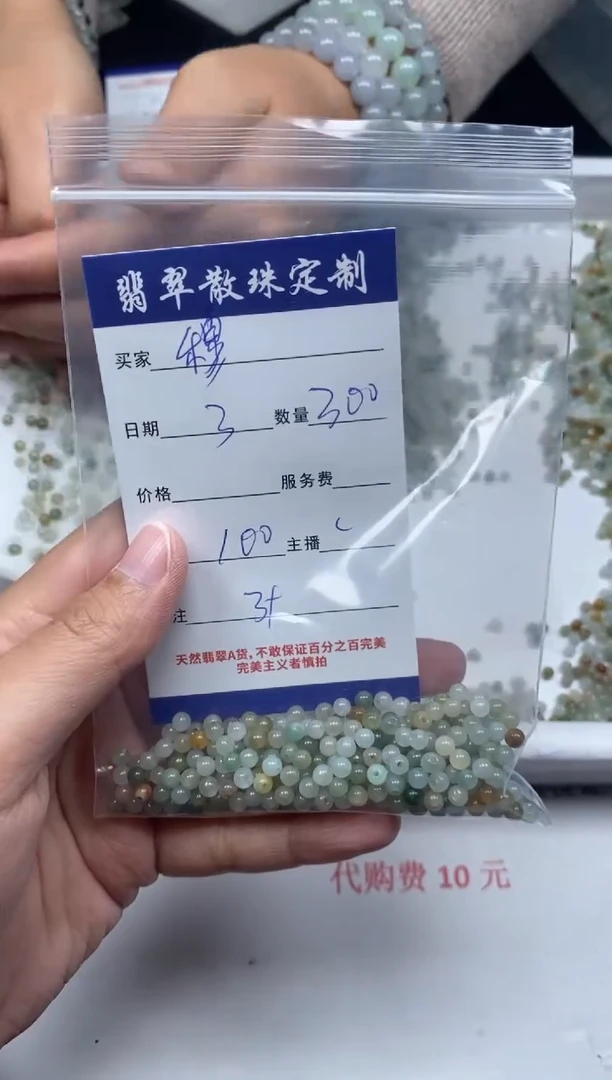 翡翠散珠定制
买家
日期 3 数量 300
价格 服务费
100 主播
注 3+
天然翡翠A货,不敢保证百分之百完美
完美主义者慎拍
代购费 10 元